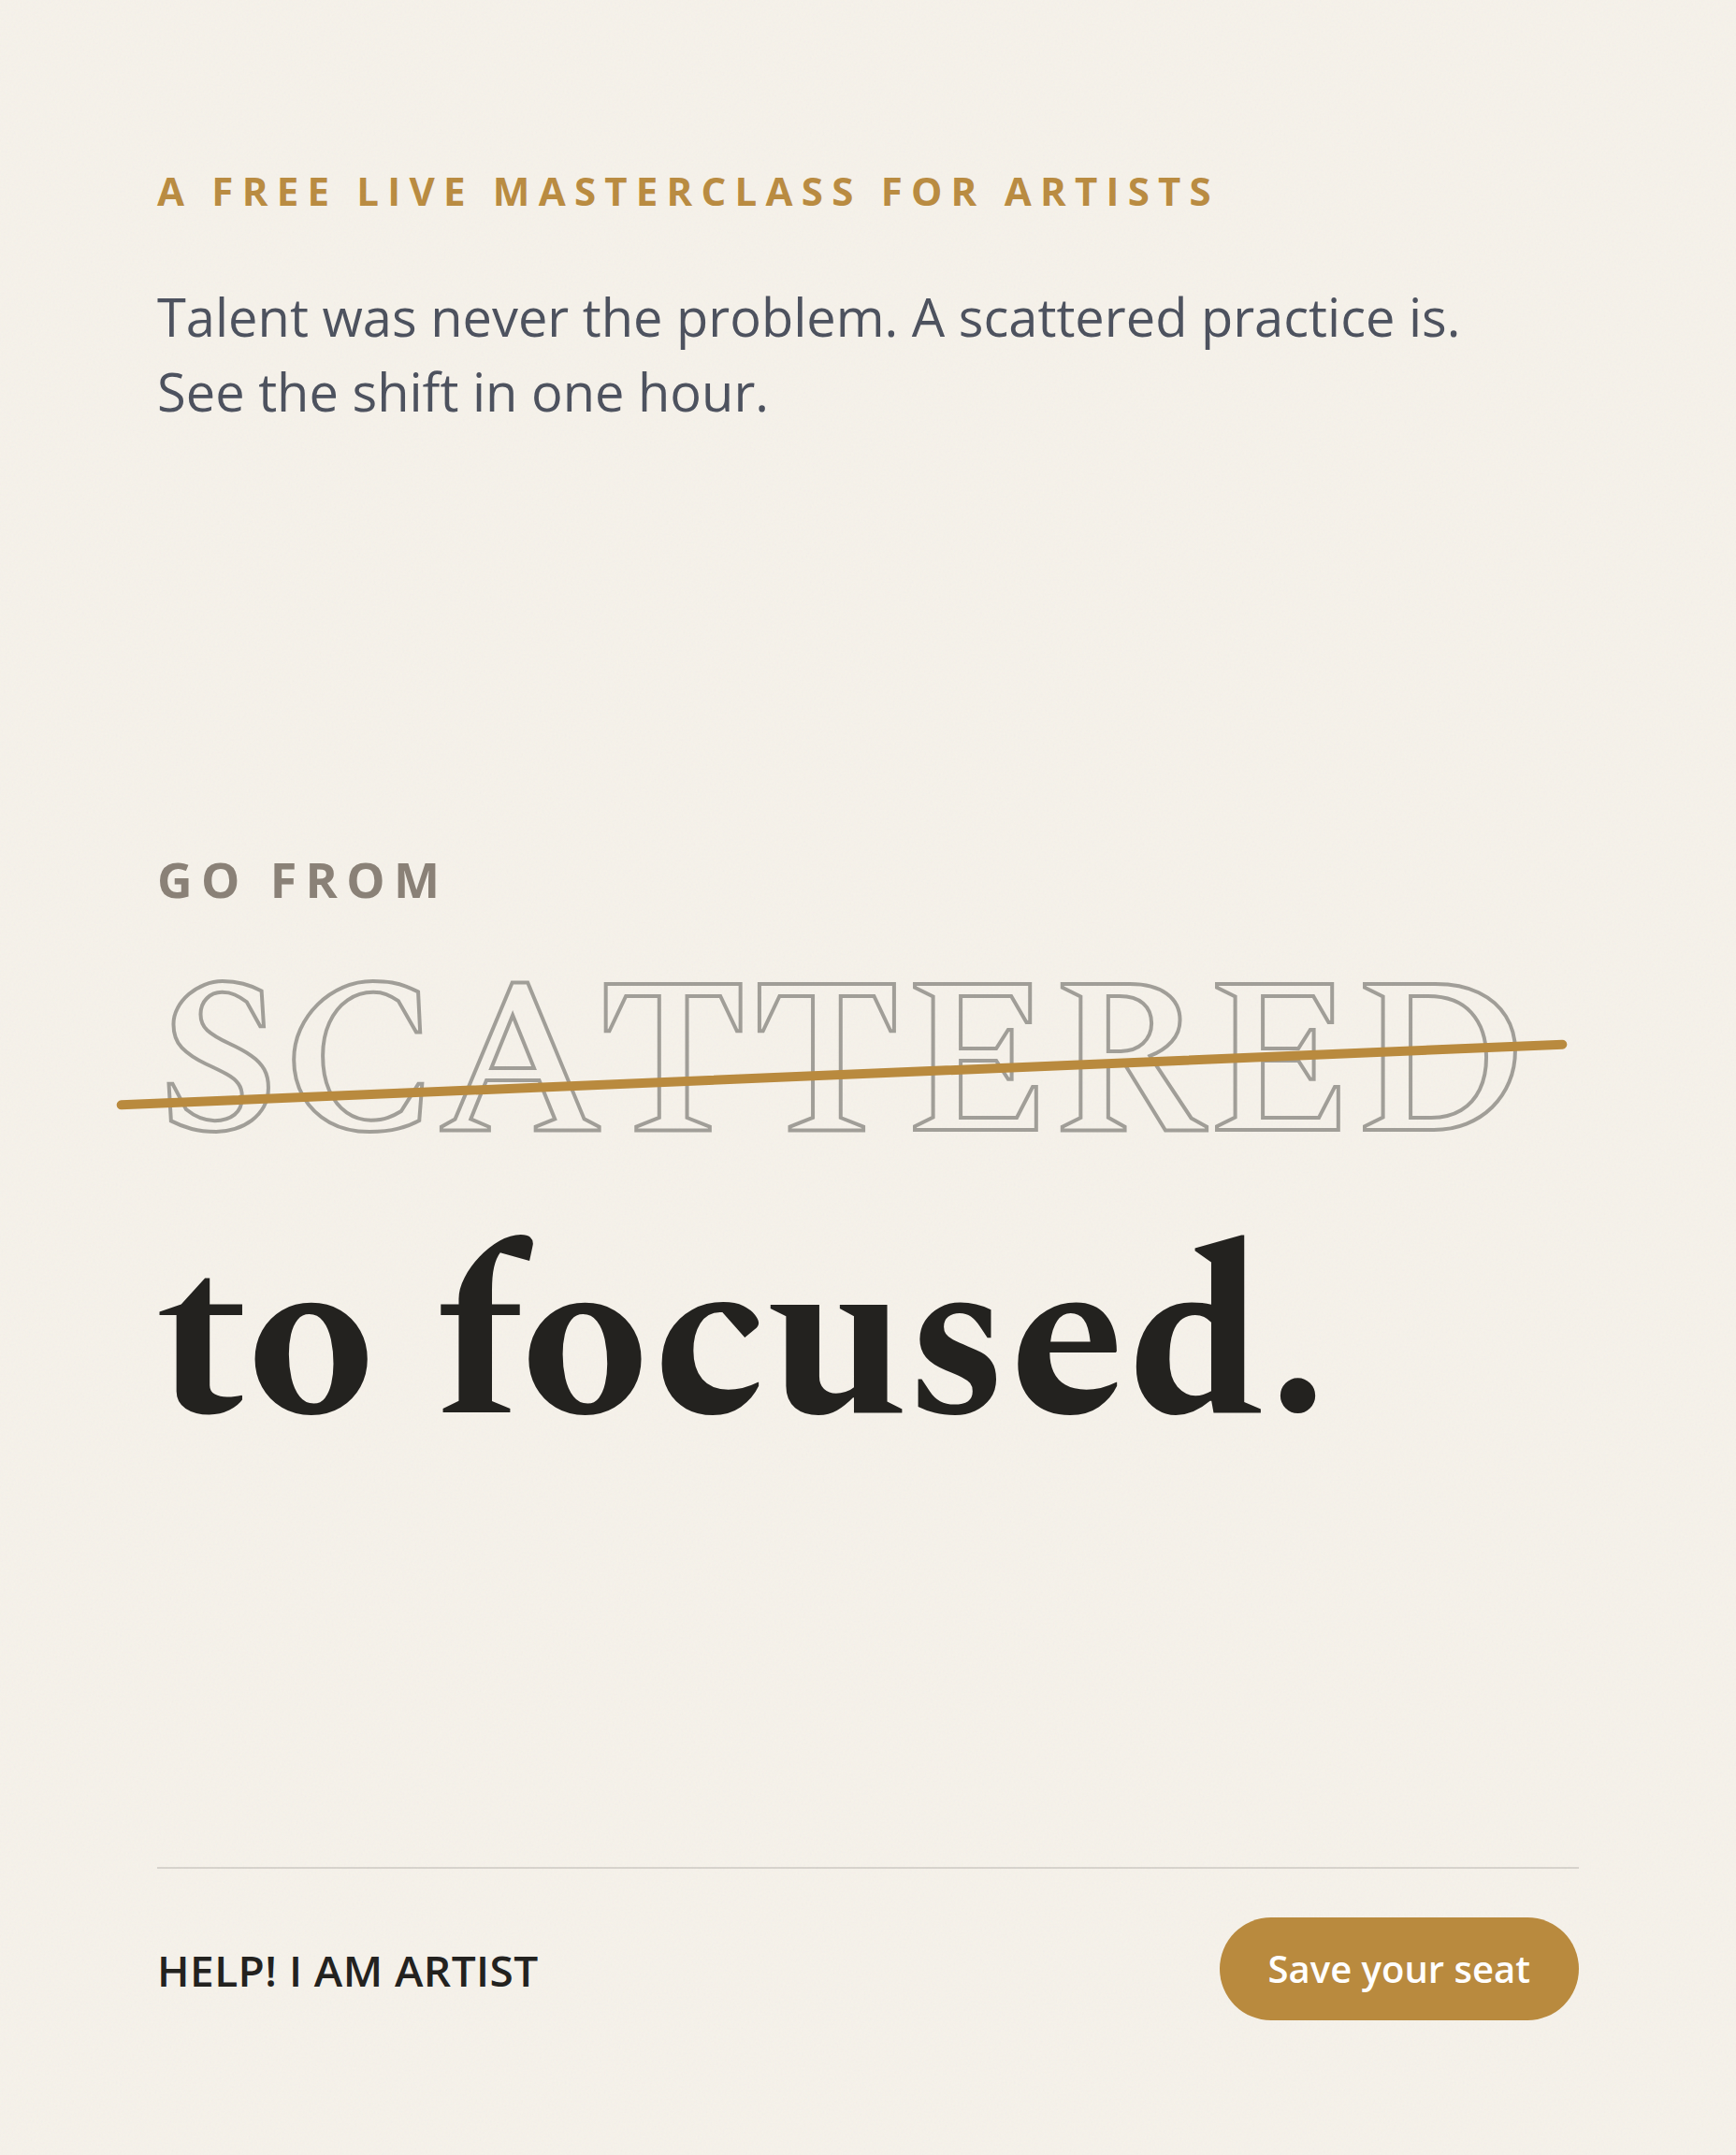 A FREE LIVE MASTERCLASS FOR ARTISTS
Talent was never the problem. A scattered practice is.
See the shift in one hour.
GO FROM
SCATTERED
to focused.
HELP! I AM ARTIST
Save your seat